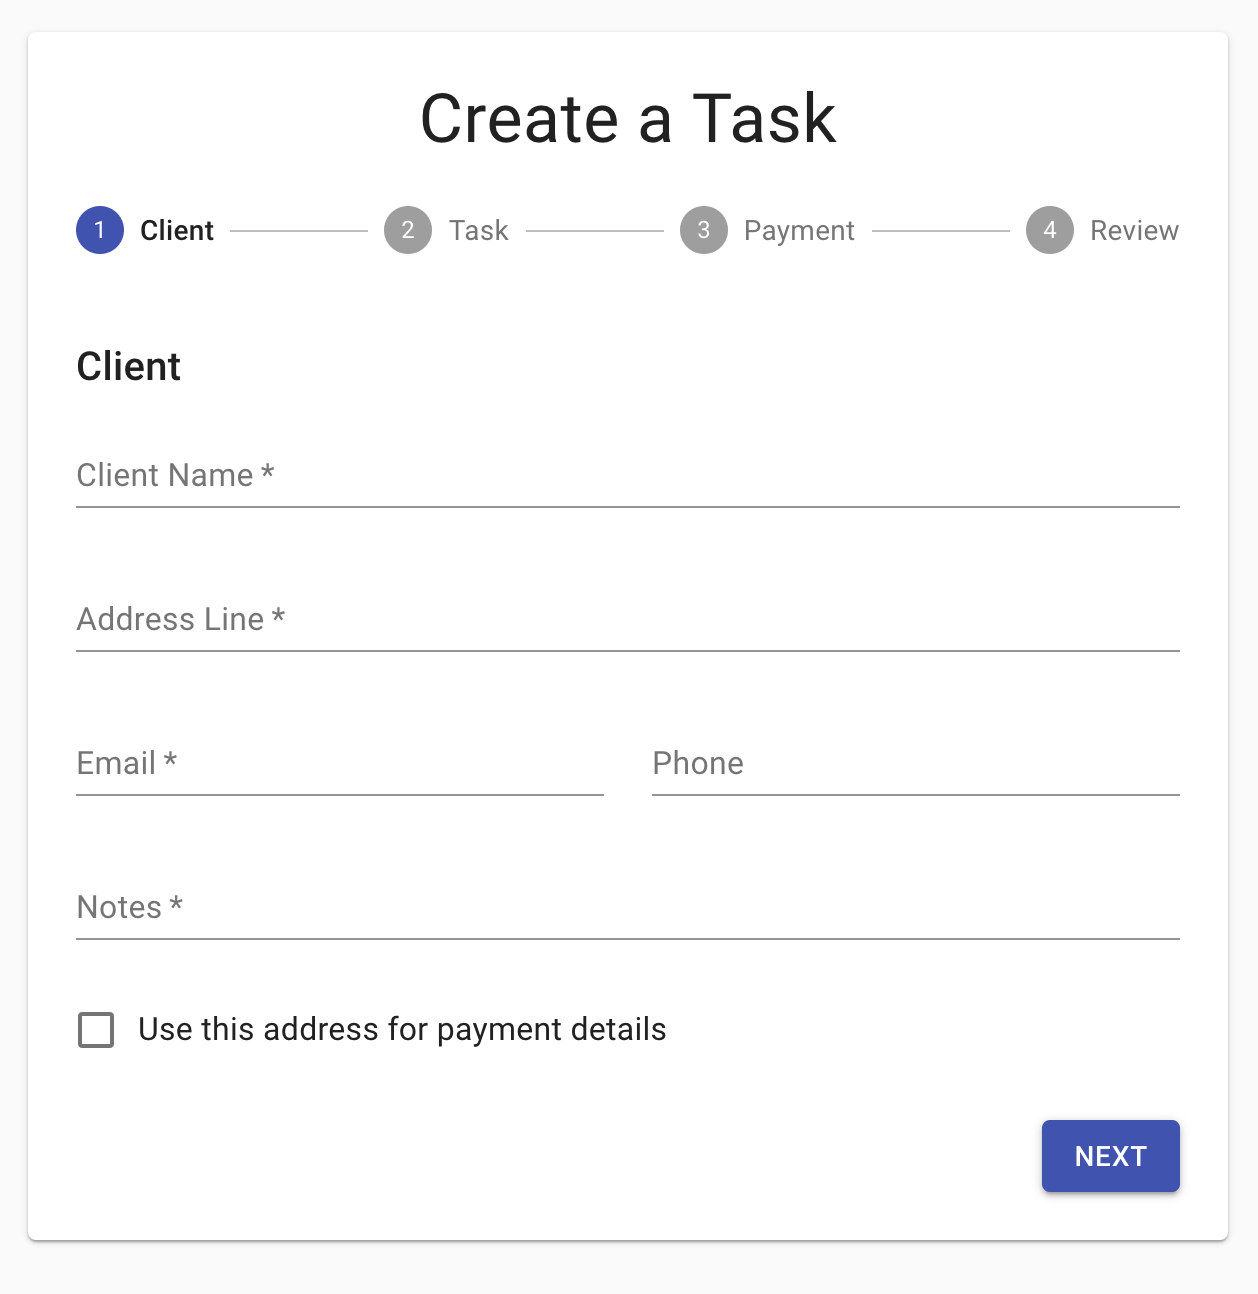 Create a Task
1 Client 2 Task 3 Payment 4 Review
Client
Client Name *
Address Line *
Email * Phone
Notes *
Use this address for payment details
NEXT